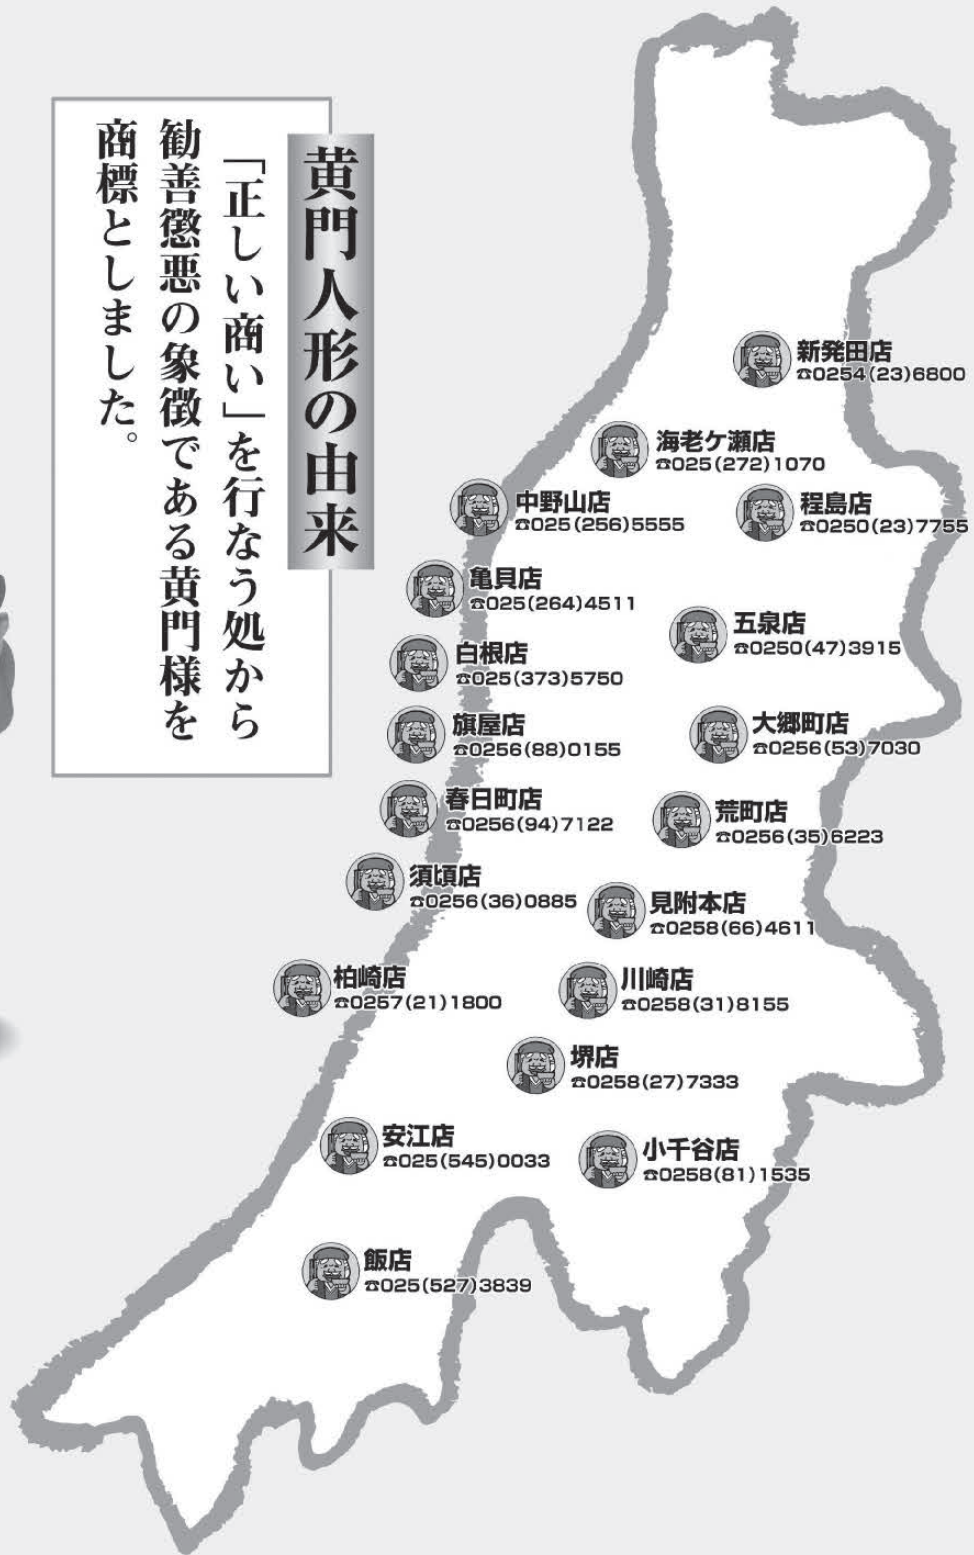 黄門人形の由来
「正しい商い」を行なう処から
勧善懲悪の象徴である黄門様を
商標としました。
新発田店
☎0254(23)6800
海老ケ瀬店
☎025(272)1070
中野山店
☎025(256)5555
程島店
☎0250(23)7755
亀貝店
☎025(264)4511
五泉店
☎0250(47)3915
白根店
☎025(373)5750
旗屋店
☎0256(88)0155
大郷町店
☎0256(53)7030
春日町店
☎0256(94)7122
荒町店
☎0256(35)6223
須頃店
☎0256(36)0885
見附本店
☎0258(66)4611
柏崎店
☎0257(21)1800
川崎店
☎0258(31)8155
堺店
☎0258(27)7333
安江店
☎025(545)0033
小千谷店
☎0258(81)1535
飯店
☎025(527)3839